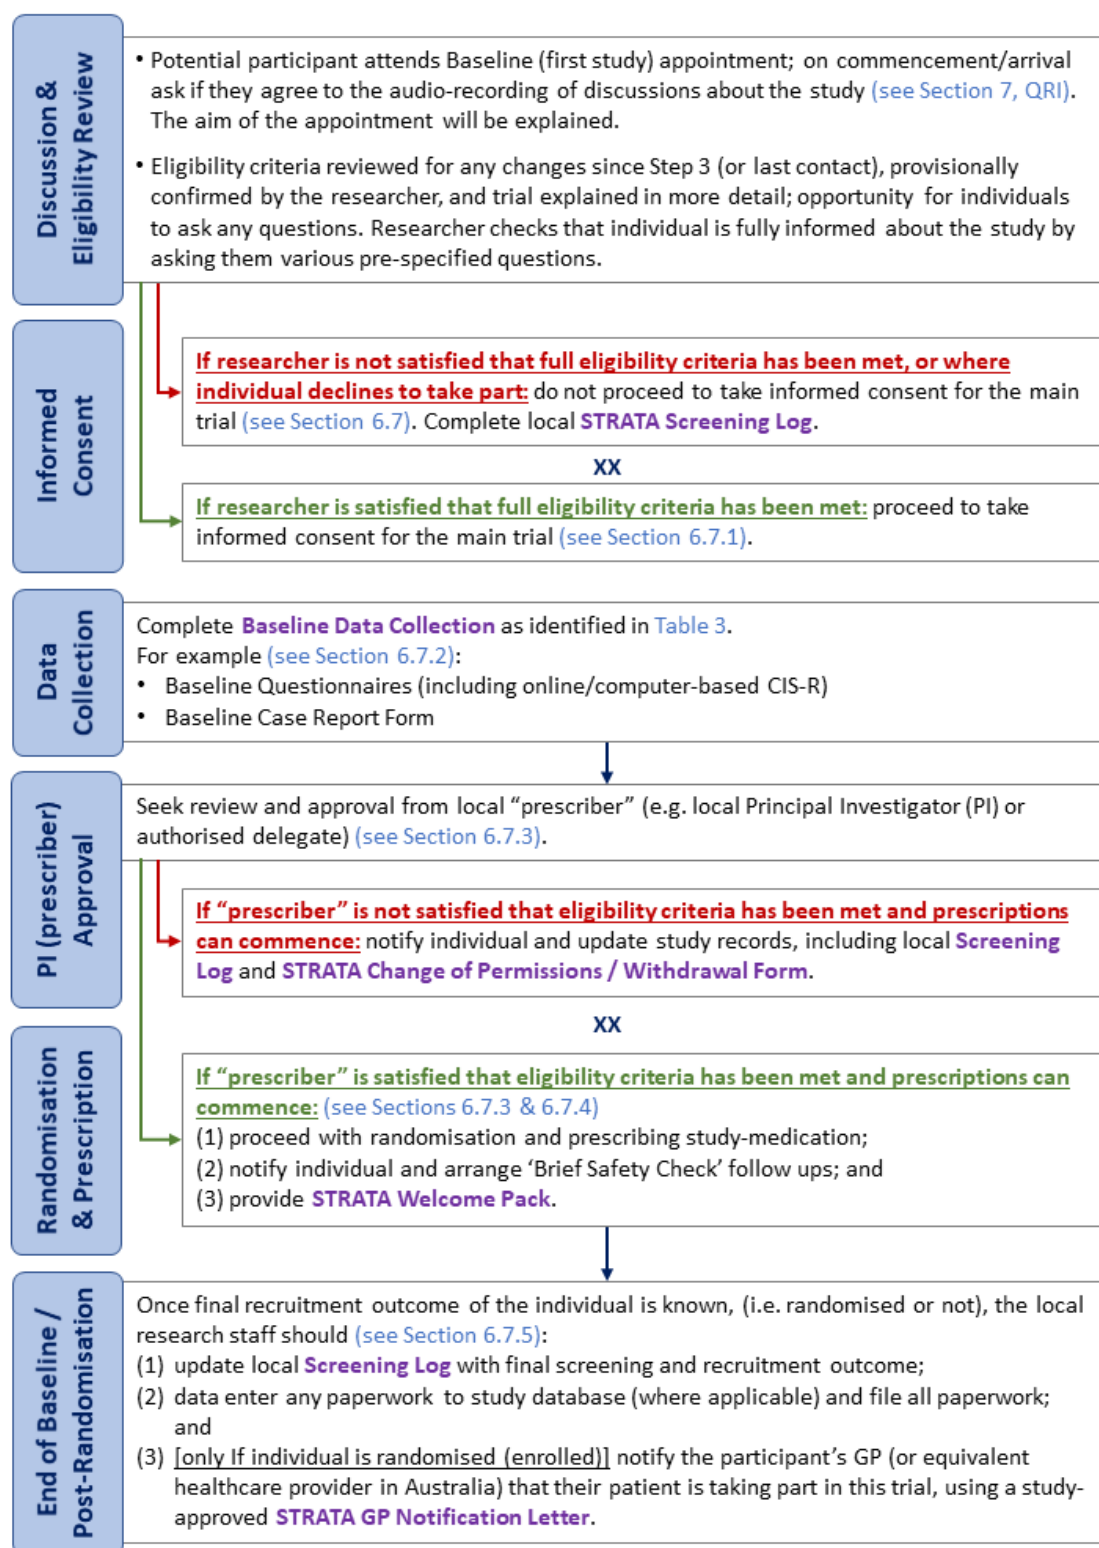 Discussion &
Eligibility Review
• Potential participant attends Baseline (first study) appointment; on commencement/arrival
ask if they agree to the audio-recording of discussions about the study (see Section 7, QRI).
The aim of the appointment will be explained.
• Eligibility criteria reviewed for any changes since Step 3 (or last contact), provisionally
confirmed by the researcher, and trial explained in more detail; opportunity for individuals
to ask any questions. Researcher checks that individual is fully informed about the study by
asking them various pre-specified questions.
Informed
Consent
If researcher is not satisfied that full eligibility criteria has been met, or where
individual declines to take part: do not proceed to take informed consent for the main
trial (see Section 6.7). Complete local STRATA Screening Log.
XX
If researcher is satisfied that full eligibility criteria has been met: proceed to take
informed consent for the main trial (see Section 6.7.1).
Data
Collection
Complete Baseline Data Collection as identified in Table 3.
For example (see Section 6.7.2):
• Baseline Questionnaires (including online/computer-based CIS-R)
• Baseline Case Report Form
PI (prescriber)
Approval
Seek review and approval from local “prescriber” (e.g. local Principal Investigator (PI) or
authorised delegate) (see Section 6.7.3).
If “prescriber” is not satisfied that eligibility criteria has been met and prescriptions
can commence: notify individual and update study records, including local Screening
Log and STRATA Change of Permissions / Withdrawal Form.
XX
Randomisation
& Prescription
If “prescriber” is satisfied that eligibility criteria has been met and prescriptions can
commence: (see Sections 6.7.3 & 6.7.4)
(1) proceed with randomisation and prescribing study-medication;
(2) notify individual and arrange ‘Brief Safety Check’ follow ups; and
(3) provide STRATA Welcome Pack.
End of Baseline /
Post-Randomisation
Once final recruitment outcome of the individual is known, (i.e. randomised or not), the local
research staff should (see Section 6.7.5):
(1) update local Screening Log with final screening and recruitment outcome;
(2) data enter any paperwork to study database (where applicable) and file all paperwork;
and
(3) [only If individual is randomised (enrolled)] notify the participant’s GP (or equivalent
healthcare provider in Australia) that their patient is taking part in this trial, using a study-
approved STRATA GP Notification Letter.